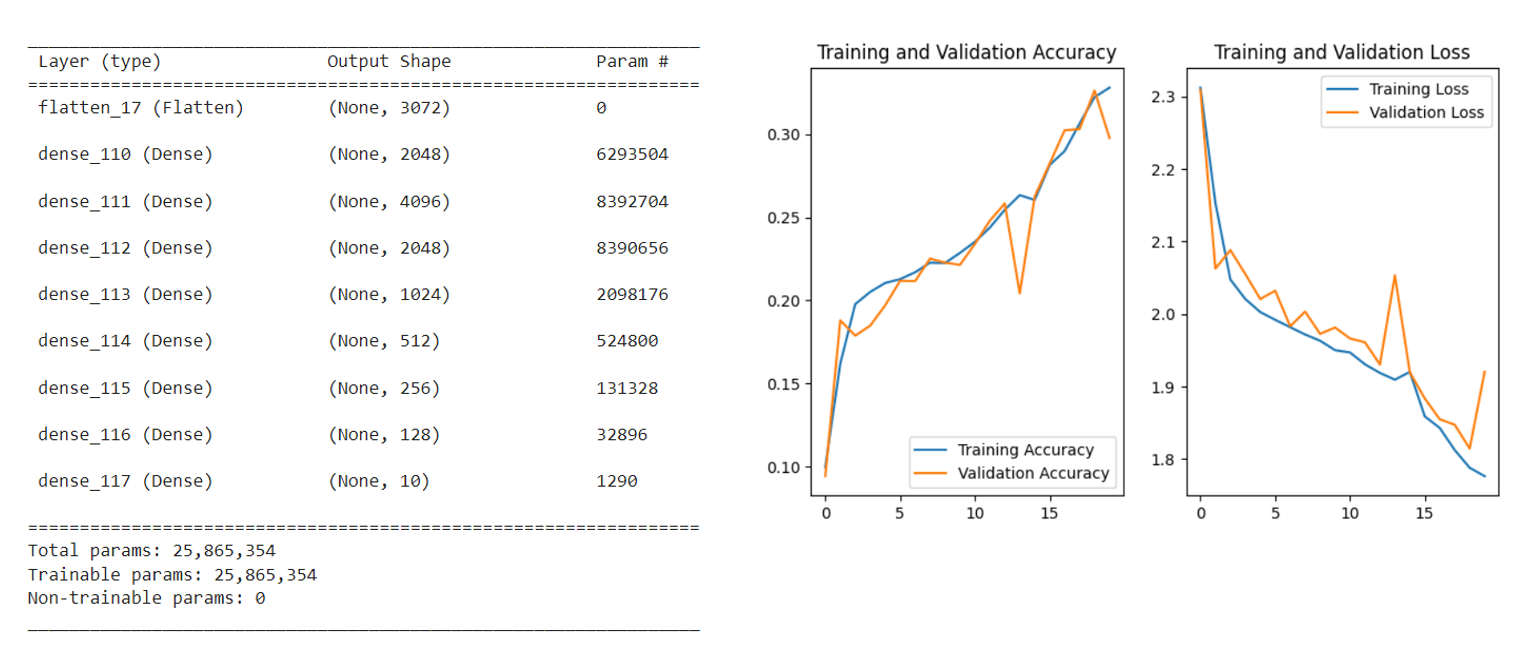 Layer (type) Output Shape Param #
flatten_17 (Flatten) (None, 3072) 0
dense_110 (Dense) (None, 2048) 6293504
dense_111 (Dense) (None, 4096) 8392704
dense_112 (Dense) (None, 2048) 8390656
dense_113 (Dense) (None, 1024) 2098176
dense_114 (Dense) (None, 512) 524800
dense_115 (Dense) (None, 256) 131328
dense_116 (Dense) (None, 128) 32896
dense_117 (Dense) (None, 10) 1290
Total params: 25,865,354
Trainable params: 25,865,354
Non-trainable params: 0
Training and Validation Accuracy
0.30
0.25
0.20
0.15
0.10
Training Accuracy
Validation Accuracy
0 5 10 15
Training and Validation Loss
Training Loss
Validation Loss
2.3
2.2
2.1
2.0
1.9
1.8
0 5 10 15